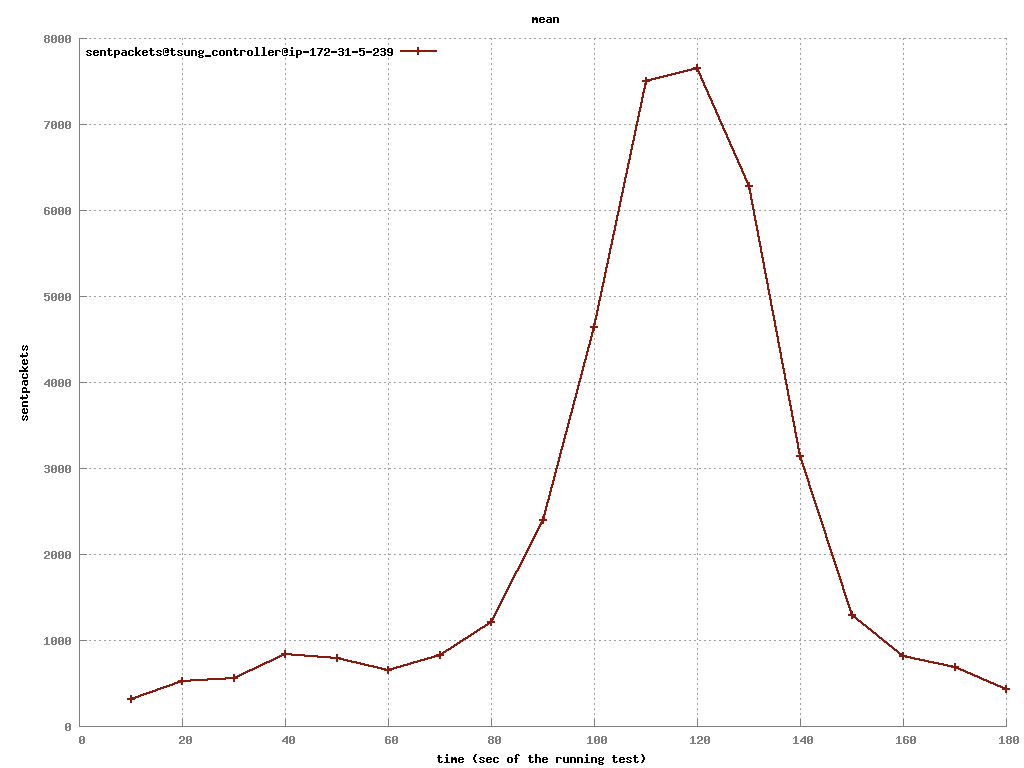 mean
8000
sentpackets@tsung_controller@ip-172-31-5-239
7000
6000
5000
4000
3000
2000
1000
0
sentpackets
0 20 40 60 80 100 120 140 160 180
time (sec of the running test)